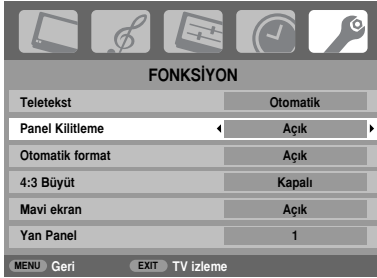 FONKSİYON
Teletekst Otomatik
Panel Kilitleme Açık
Otomatik format Açık
4:3 Büyüt Kapalı
Mavi ekran Açık
Yan Panel 1
MENU Geri EXIT TV izleme